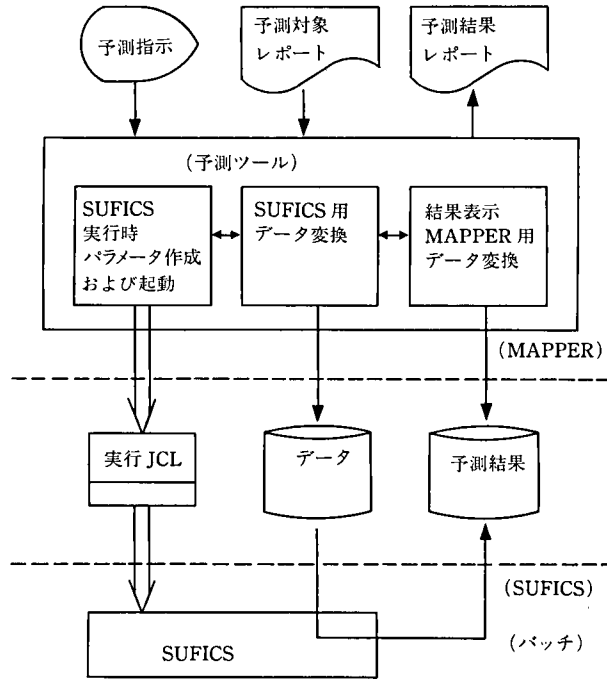 予測指示
予測対象
レポート
予測結果
レポート
(予測ツール)
SUFICS
実行時
パラメータ作成
および起動
SUFICS 用
データ変換
結果表示
MAPPER 用
データ変換
(MAPPER)
実行 JCL
データ
予測結果
(SUFICS)
(バッチ)
SUFICS